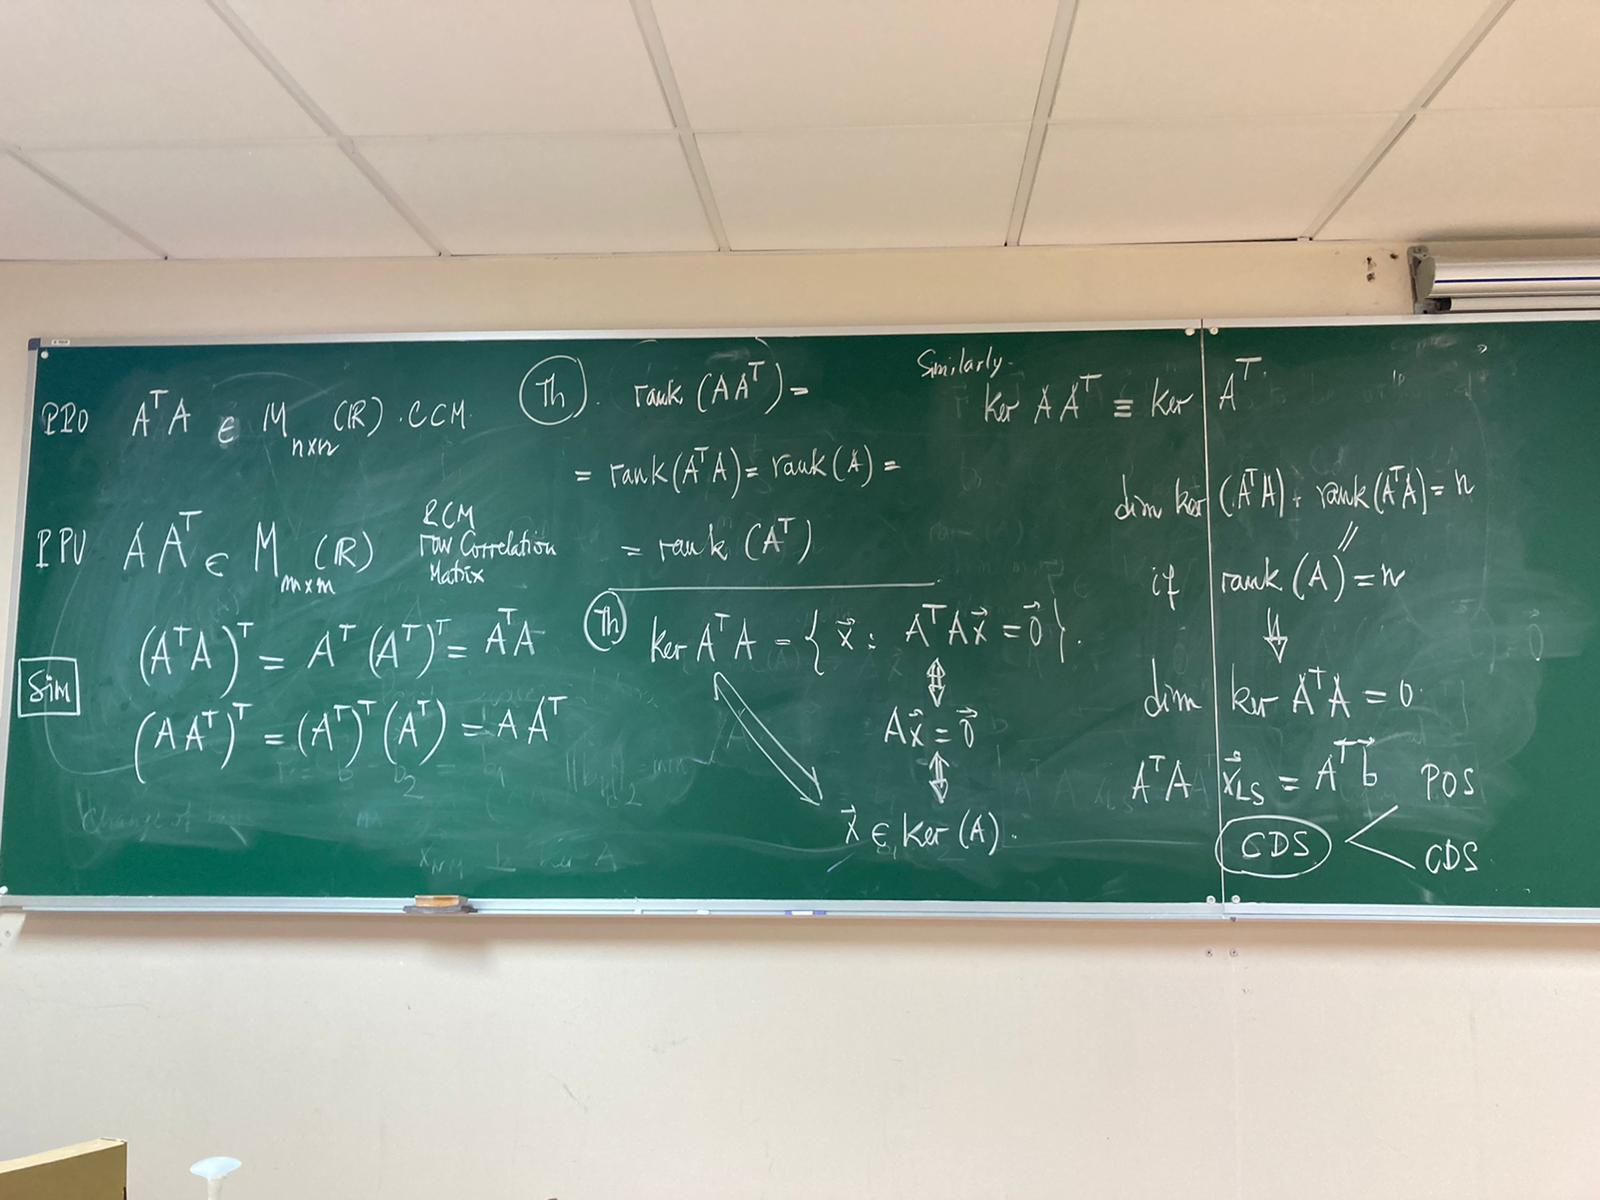 PPO AᵀA ∈ M n×n (ℝ). CCM.
PPU AAᵀ ∈ M m×m (ℝ) RCM
row Correlation
Matrix
(AᵀA)ᵀ = Aᵀ(Aᵀ)ᵀ = AᵀA
Sim
(AAᵀ)ᵀ = (Aᵀ)ᵀ(Aᵀ) = AAᵀ
Th. rank (AAᵀ) =
= rank(AᵀA) = rank(A) =
= rank (Aᵀ)
Th ker AᵀA = { x⃗ : AᵀAx⃗ = 0⃗ }.
⇕
Ax⃗ = 0⃗
⇕
x⃗ ∈ ker (A).
Similarly.
ker AAᵀ ≡ ker Aᵀ.
dim ker (AᵀA) + rank(AᵀA) = n
if rank (A) = n
⇓
dim ker AᵀA = 0
AᵀA x⃗LS = Aᵀb⃗ POS
CDS < CDS